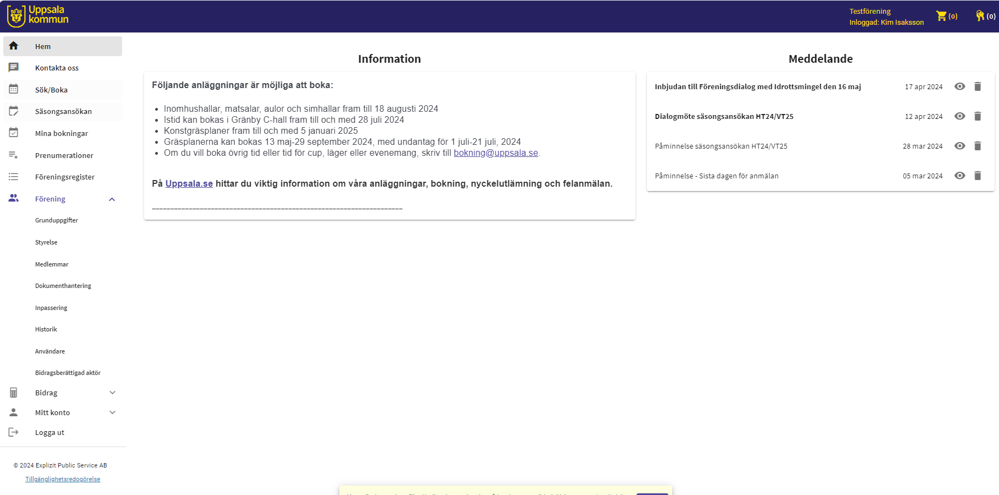 Uppsala
kommun
Testförening
Inloggad: Kim Isaksson
(0)
(0)
Hem
Kontakta oss
Sök/Boka
Säsongsansökan
Mina bokningar
Prenumerationer
Föreningsregister
Förening
Grunduppgifter
Styrelse
Medlemmar
Dokumenthantering
Inpassering
Historik
Användare
Bidragsberättigad aktör
Bidrag
Mitt konto
Logga ut
© 2024 Explizit Public Service AB
Tillgänglighetsredogörelse
Information
Följande anläggningar är möjliga att boka:
• Inomhushallar, matsalar, aulor och simhallar fram till 18 augusti 2024
• Istid kan bokas i Gränby C-hall fram till och med 28 juli 2024
• Konstgräsplaner fram till och med 5 januari 2025
• Gräsplanerna kan bokas 13 maj-29 september 2024, med undantag för 1 juli-21 juli, 2024
• Om du vill boka övrig tid eller tid för cup, läger eller evenemang, skriv till bokning@uppsala.se.
På Uppsala.se hittar du viktig information om våra anläggningar, bokning, nyckelutlämning och felanmälan.
Meddelande
Inbjudan till Föreningsdialog med Idrottsmingel den 16 maj 17 apr 2024
Dialogmöte säsongsansökan HT24/VT25 12 apr 2024
Påminnelse säsongsansökan HT24/VT25 28 mar 2024
Påminnelse - Sista dagen för anmälan 05 mar 2024